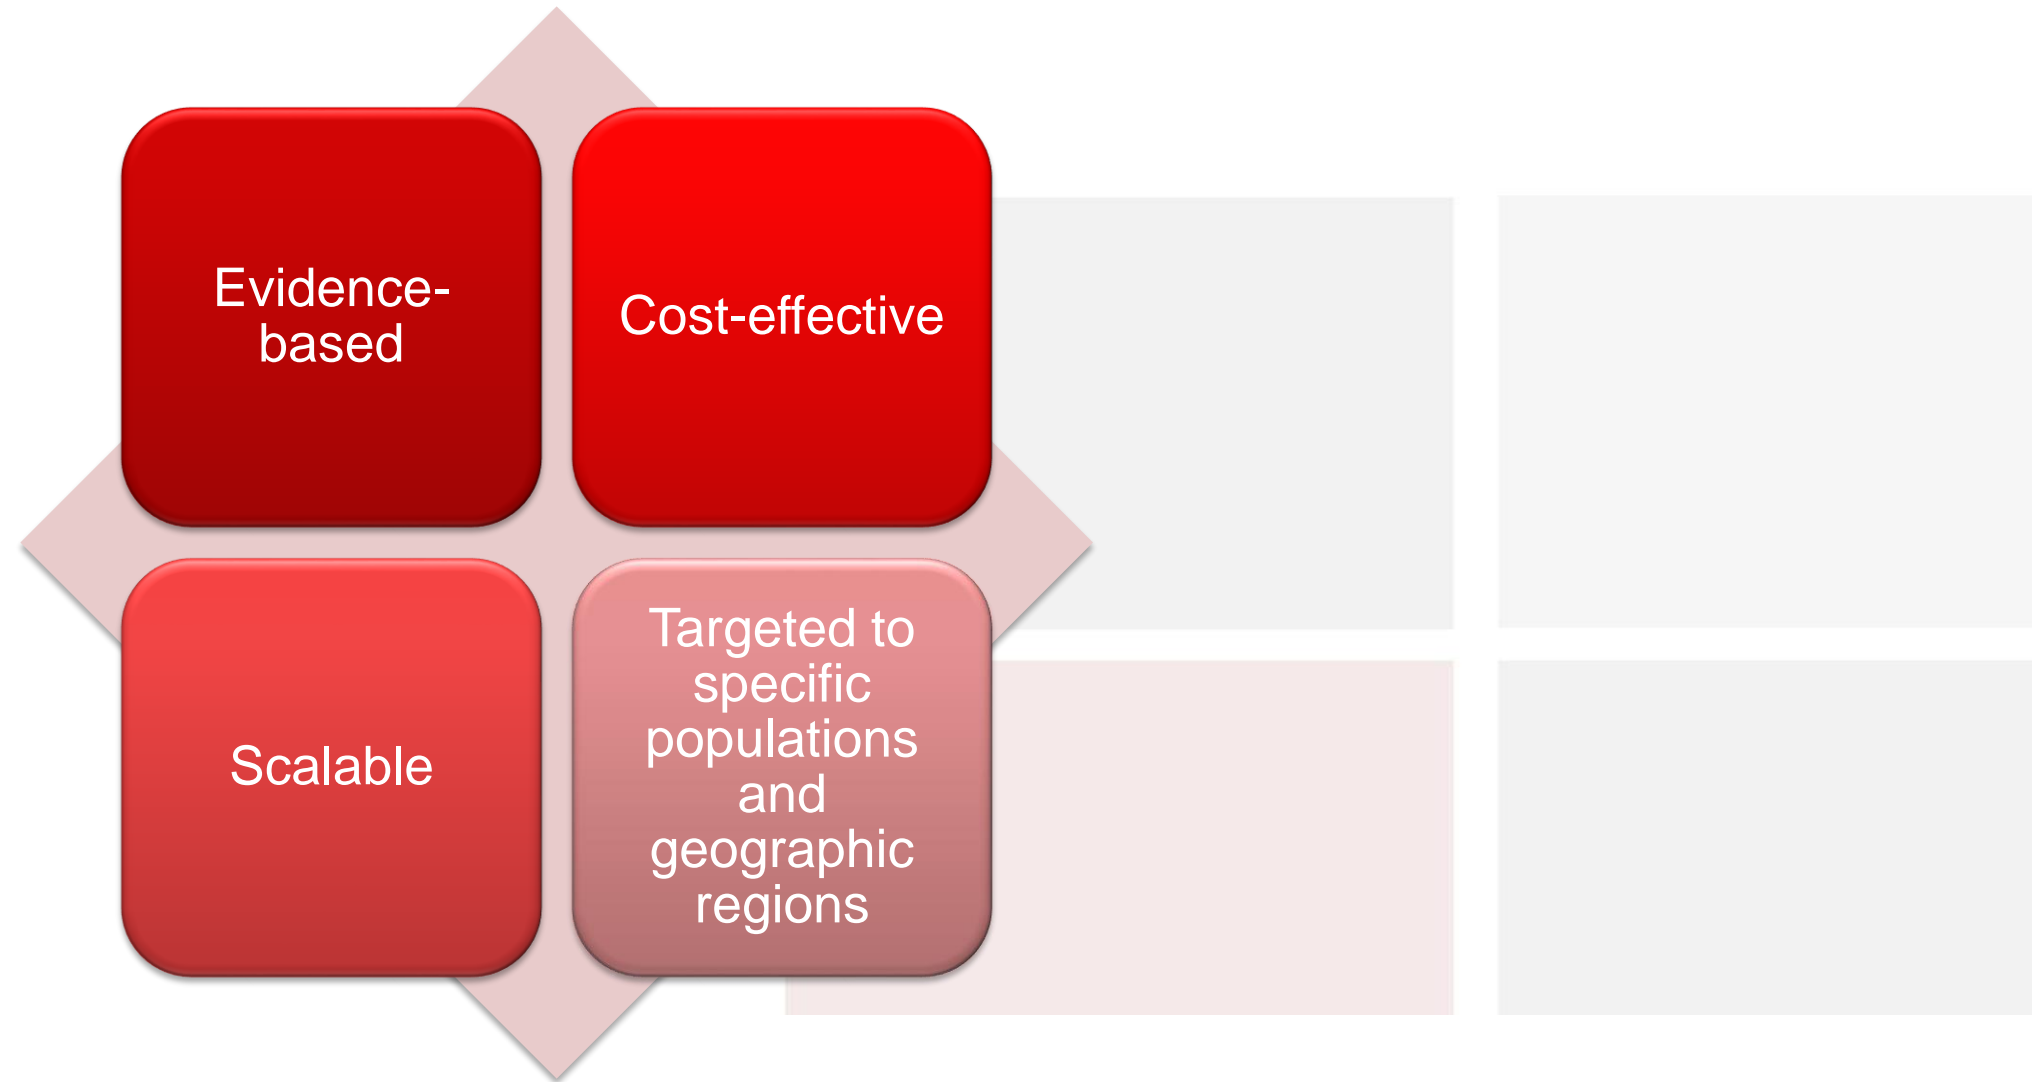 Evidence-
based
Cost-effective
Scalable
Targeted to
specific
populations
and
geographic
regions